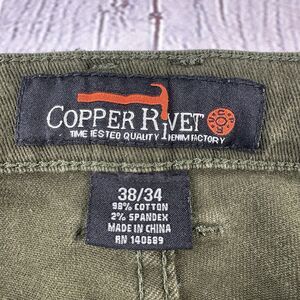 COPPER RIVET
TIME TESTED QUALITY DENIM FACTORY
38/34
98% COTTON
2% SPANDEX
MADE IN CHINA
RN 140689